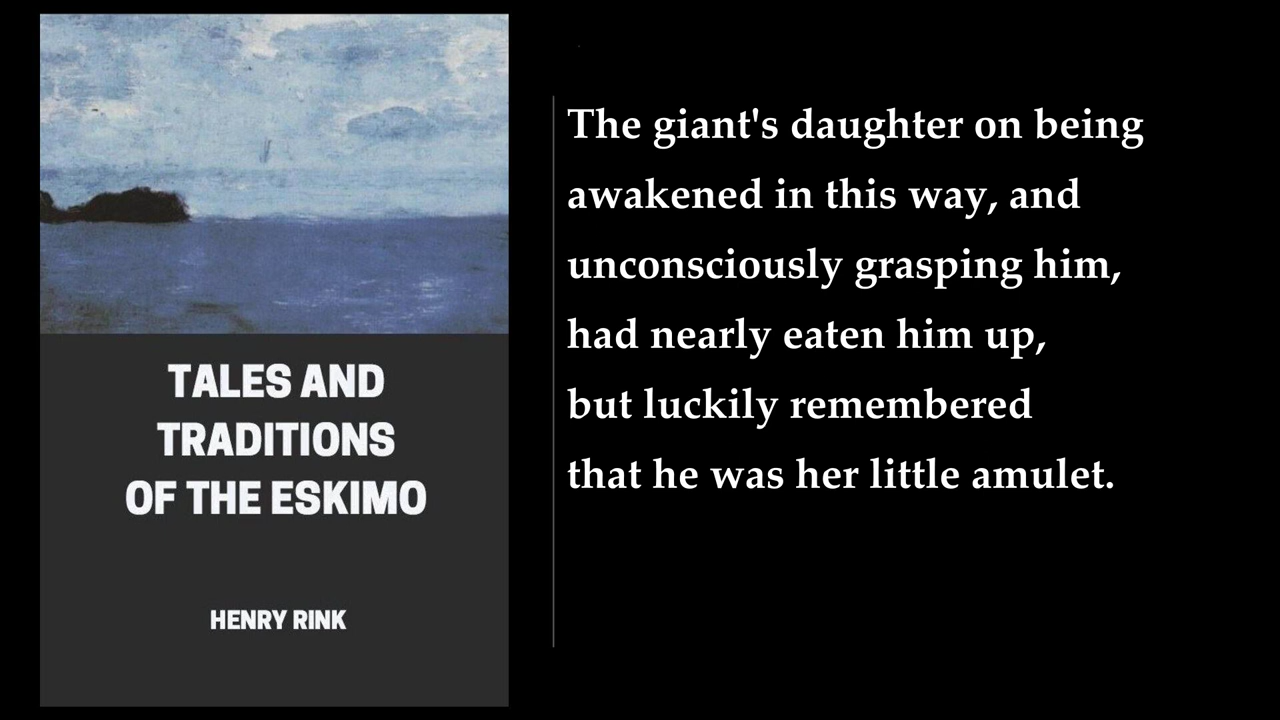 TALES AND
TRADITIONS
OF THE ESKIMO
HENRY RINK
The giant's daughter on being
awakened in this way, and
unconsciously grasping him,
had nearly eaten him up,
but luckily remembered
that he was her little amulet.